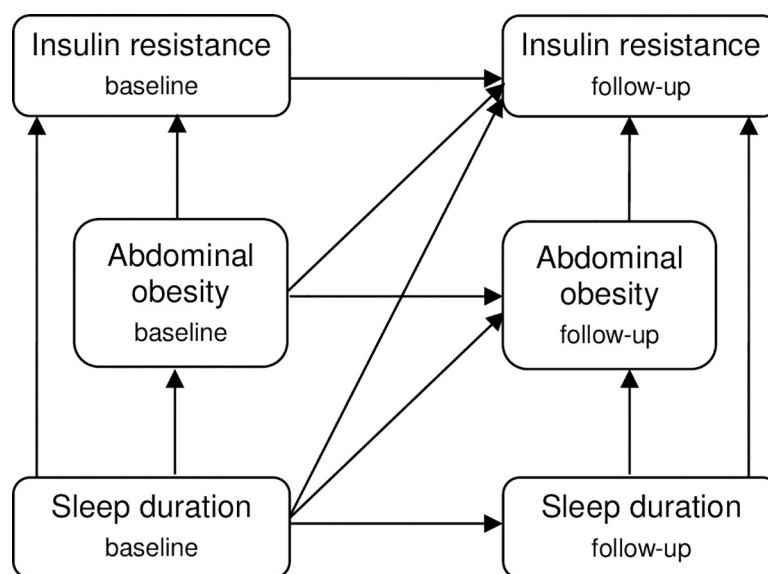 Insulin resistance
baseline
Insulin resistance
follow-up
Abdominal
obesity
baseline
Abdominal
obesity
follow-up
Sleep duration
baseline
Sleep duration
follow-up